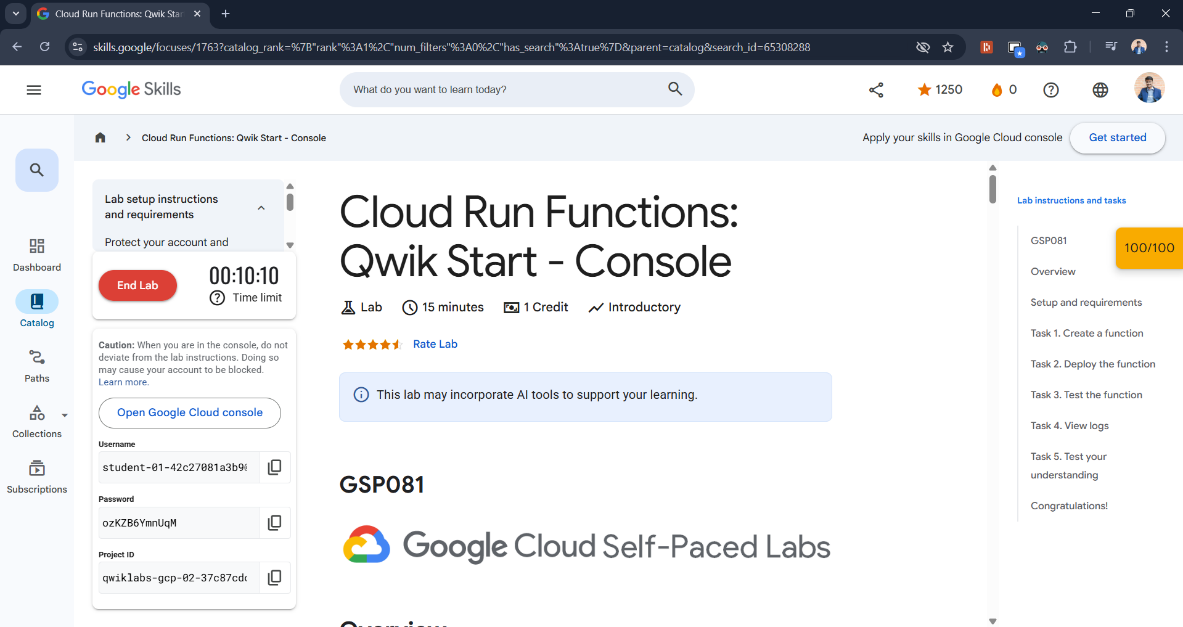 Cloud Run Functions: Qwik Star
skills.google/focuses/1763?catalog_rank=%7B"rank"%3A1%2C"num_filters"%3A0%2C"has_search"%3Atrue%7D&parent=catalog&search_id=65308288
Google Skills
What do you want to learn today?
1250
0
Cloud Run Functions: Qwik Start - Console
Apply your skills in Google Cloud console
Get started
Dashboard
Catalog
Paths
Collections
Subscriptions
Lab setup instructions
and requirements
Protect your account and
End Lab
00:10:10
Time limit
Caution: When you are in the console, do not
deviate from the lab instructions. Doing so
may cause your account to be blocked.
Learn more.
Open Google Cloud console
Username
student-01-42c27081a3b9
Password
ozKZB6YmnUqM
Project ID
qwiklabs-gcp-02-37c87cd
Cloud Run Functions:
Qwik Start - Console
Lab
15 minutes
1 Credit
Introductory
Rate Lab
This lab may incorporate AI tools to support your learning.
GSP081
Google Cloud Self-Paced Labs
Overview
Lab instructions and tasks
GSP081
Overview
Setup and requirements
Task 1. Create a function
Task 2. Deploy the function
Task 3. Test the function
Task 4. View logs
Task 5. Test your
understanding
Congratulations!
100/100